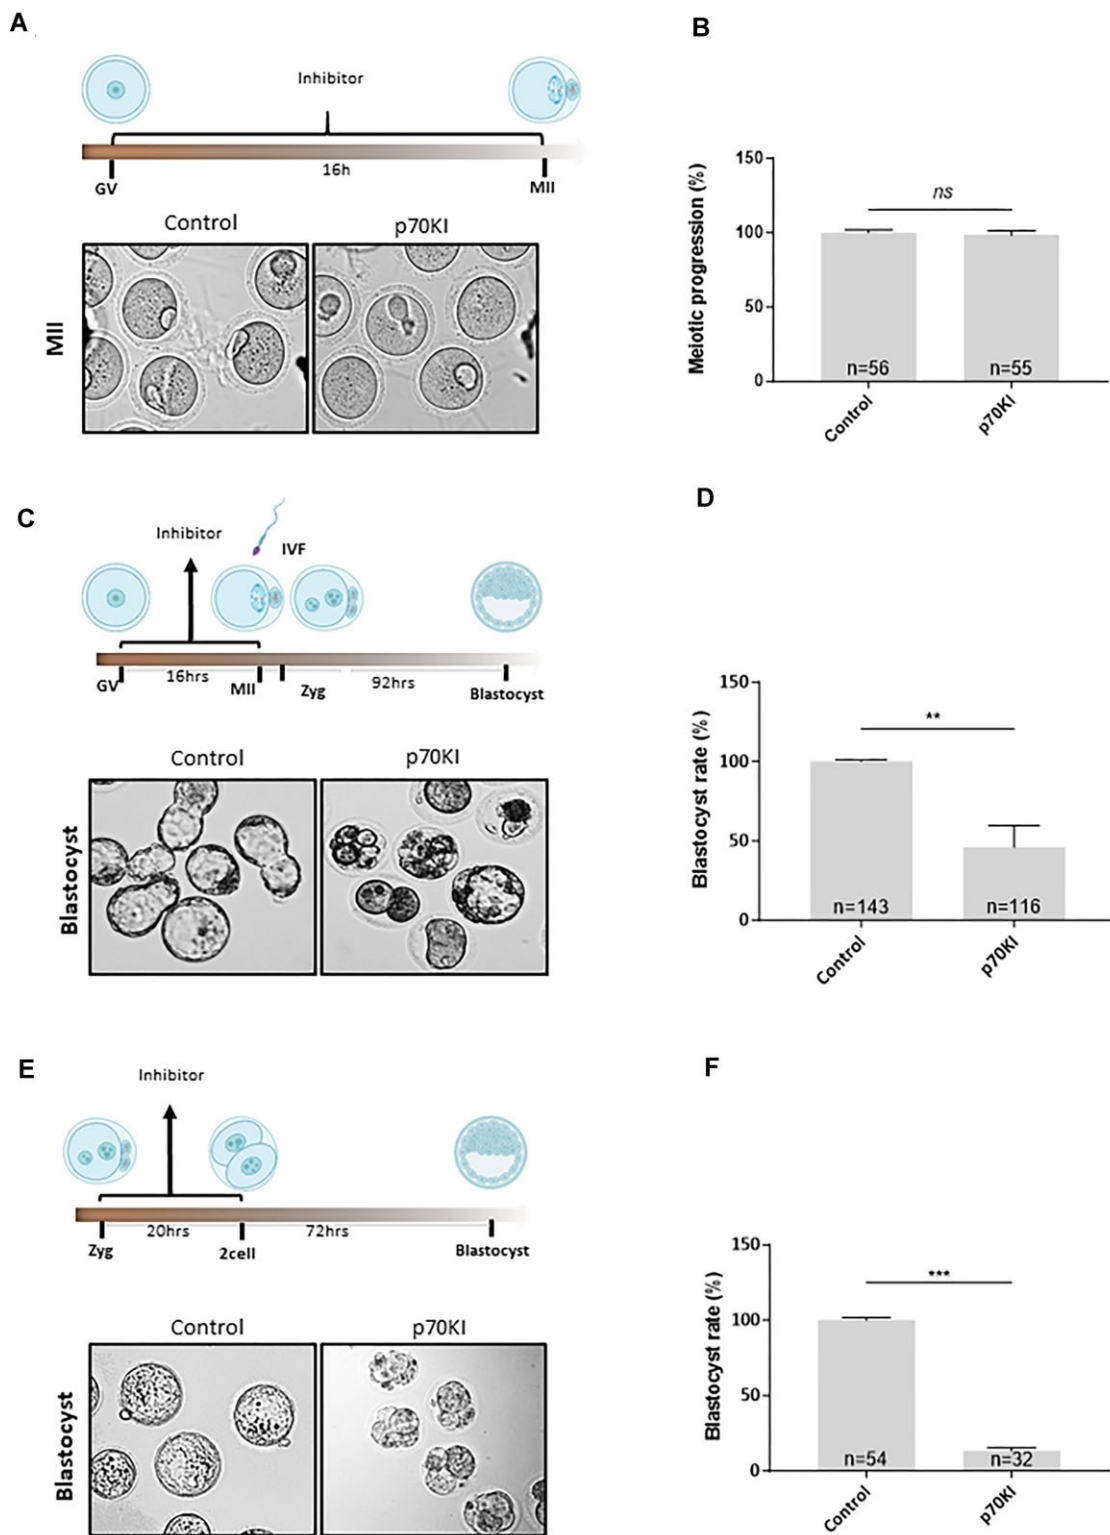 A
Inhibitor
16h
GV
MII
Control
p70KI
MII
B
Meiotic progression (%)
150
100
50
0
ns
n=56
n=55
Control
p70KI
C
Inhibitor
IVF
16hrs
GV
MII
Zyg
92hrs
Blastocyst
Control
p70KI
Blastocyst
D
Blastocyst rate (%)
150
100
50
0
**
n=143
n=116
Control
p70KI
E
Inhibitor
20hrs
72hrs
Zyg
2cell
Blastocyst
Control
p70KI
Blastocyst
F
Blastocyst rate (%)
150
100
50
0
***
n=54
n=32
Control
p70KI